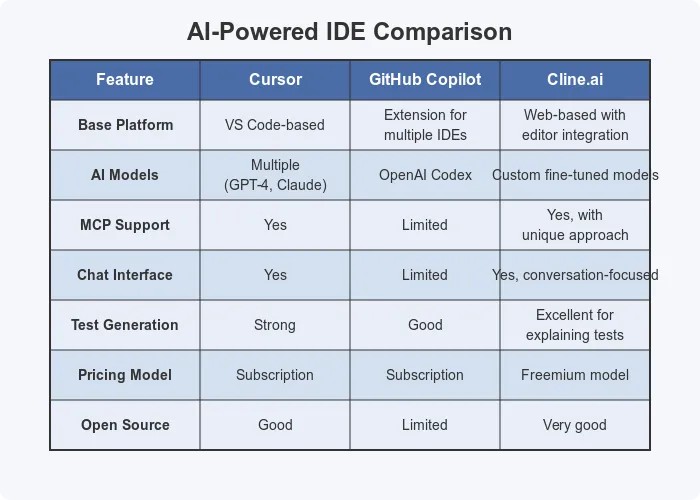 AI-Powered IDE Comparison
Feature Cursor GitHub Copilot Cline.ai
Base Platform VS Code-based Extension for multiple IDEs Web-based with editor integration
AI Models Multiple (GPT-4, Claude) OpenAI Codex Custom fine-tuned models
MCP Support Yes Limited Yes, with unique approach
Chat Interface Yes Limited Yes, conversation-focused
Test Generation Strong Good Excellent for explaining tests
Pricing Model Subscription Subscription Freemium model
Open Source Good Limited Very good